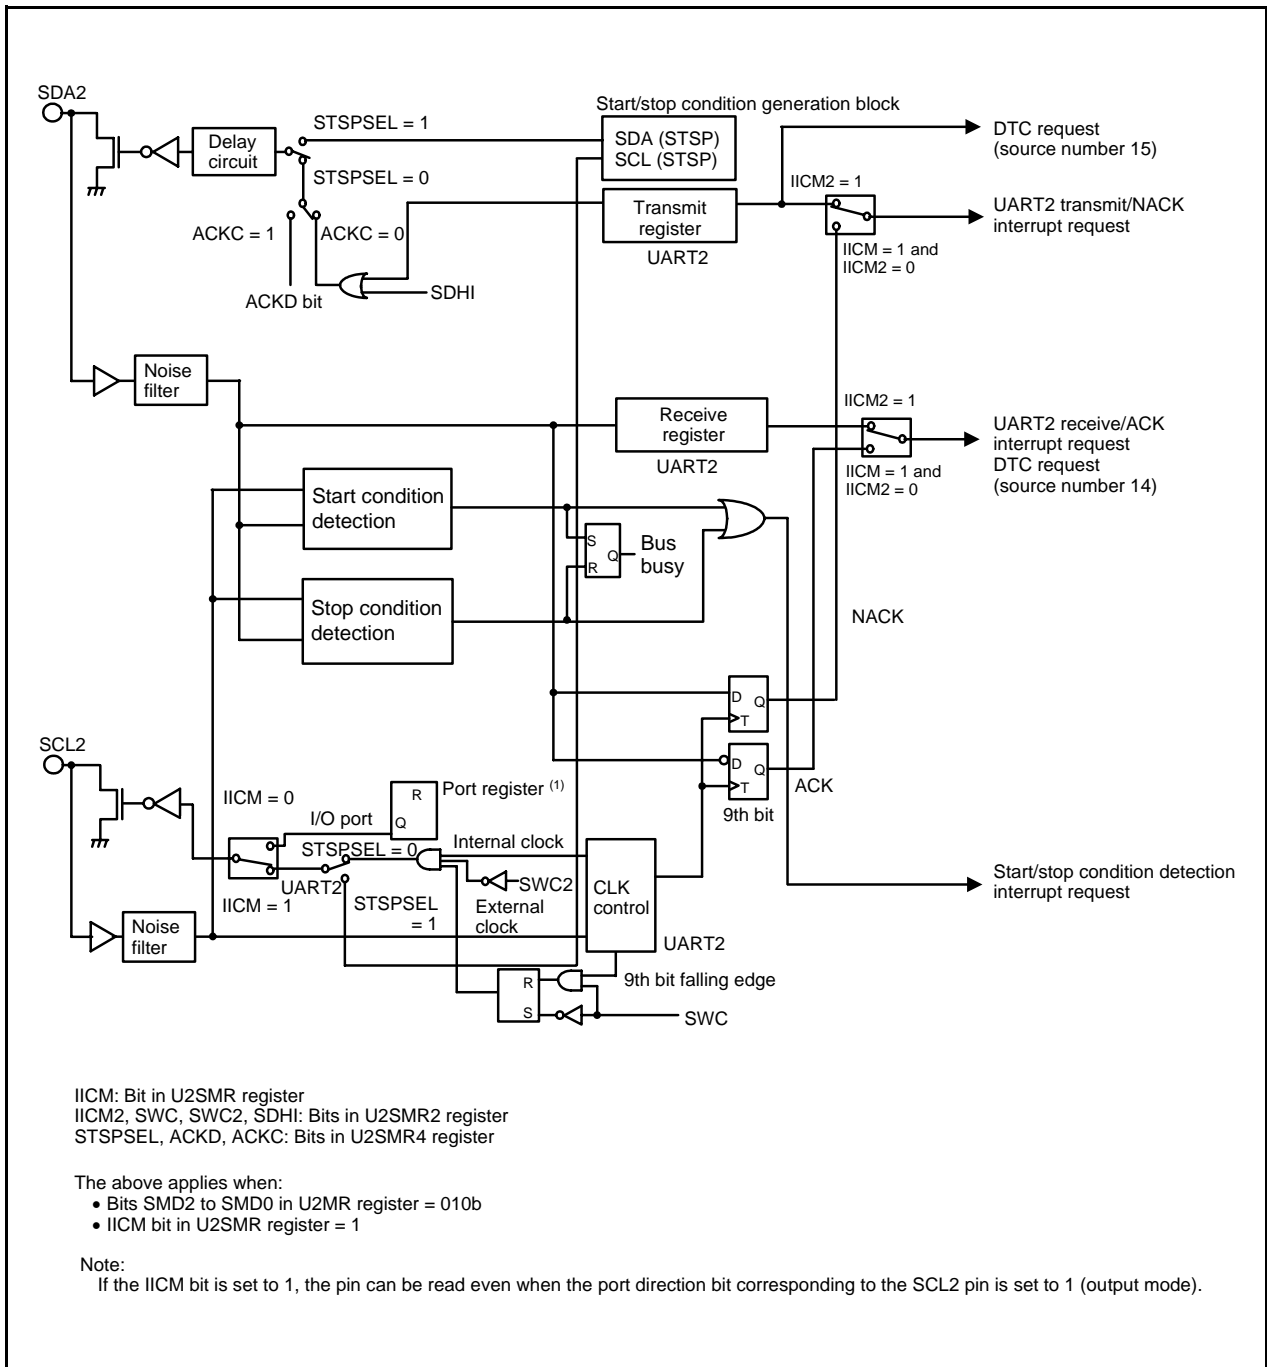 SDA2
Start/stop condition generation block
STSPSEL = 1
SDA (STSP)
SCL (STSP)
DTC request
(source number 15)
Delay
circuit
STSPSEL = 0
IICM2 = 1
Transmit
register
UART2
UART2 transmit/NACK
interrupt request
ACKC = 1
ACKC = 0
IICM = 1 and
IICM2 = 0
ACKD bit
SDHI
Noise
filter
Receive
register
UART2
IICM2 = 1
UART2 receive/ACK
interrupt request
DTC request
(source number 14)
IICM = 1 and
IICM2 = 0
Start condition
detection
S
R
Q
Bus
busy
Stop condition
detection
NACK
D
Q
T
D
Q
T
ACK
9th bit
SCL2
IICM = 0
I/O port
R
Q
Port register (1)
STSPSEL = 0
Internal clock
UART2
SWC2
CLK
control
IICM = 1
STSPSEL
= 1
External
clock
UART2
Start/stop condition detection
interrupt request
Noise
filter
R
S
9th bit falling edge
SWC
IICM: Bit in U2SMR register
IICM2, SWC, SWC2, SDHI: Bits in U2SMR2 register
STSPSEL, ACKD, ACKC: Bits in U2SMR4 register
The above applies when:
• Bits SMD2 to SMD0 in U2MR register = 010b
• IICM bit in U2SMR register = 1
Note:
If the IICM bit is set to 1, the pin can be read even when the port direction bit corresponding to the SCL2 pin is set to 1 (output mode).